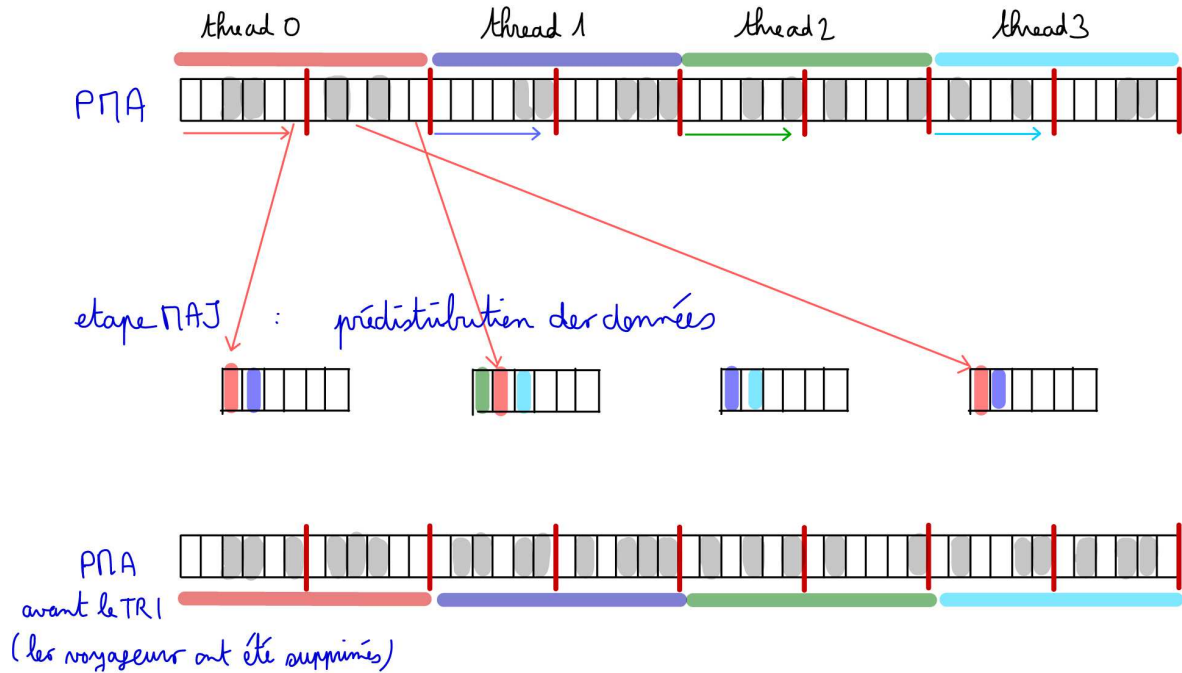 thread 0 thread 1 thread 2 thread 3
PMA
etape MAJ : prédistribution des données
PMA
avant le TRI
(les voyageurs ont été supprimés)